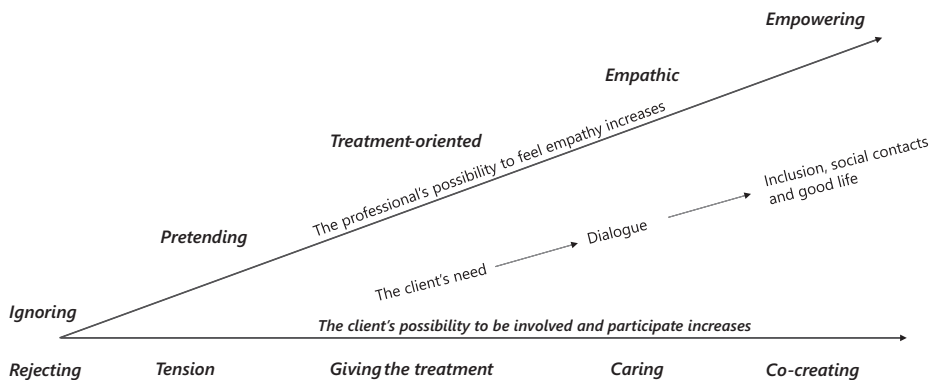 Empowering
Empathic
Treatment-oriented
The professional's possibility to feel empathy increases
Pretending
Inclusion, social contacts
and good life
Dialogue
The client's need
Ignoring
The client's possibility to be involved and participate increases
Rejecting
Tension
Giving the treatment
Caring
Co-creating